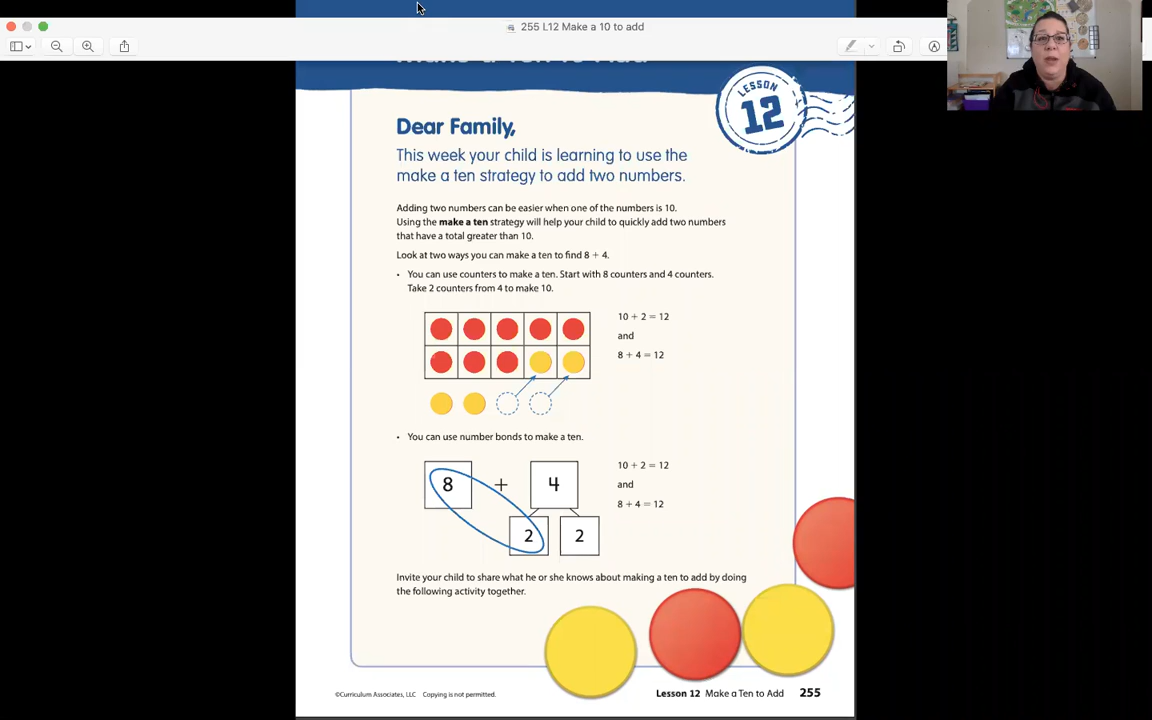 255 L12 Make a 10 to add
Make a Ten to Add
LESSON
12
Dear Family,
This week your child is learning to use the
make a ten strategy to add two numbers.
Adding two numbers can be easier when one of the numbers is 10.
Using the make a ten strategy will help your child to quickly add two numbers
that have a total greater than 10.
Look at two ways you can make a ten to find 8 + 4.
• You can use counters to make a ten. Start with 8 counters and 4 counters.
Take 2 counters from 4 to make 10.
10 + 2 = 12
and
8 + 4 = 12
• You can use number bonds to make a ten.
8 + 4
2 2
10 + 2 = 12
and
8 + 4 = 12
Invite your child to share what he or she knows about making a ten to add by doing
the following activity together.
©Curriculum Associates, LLC Copying is not permitted.
Lesson 12 Make a Ten to Add 255